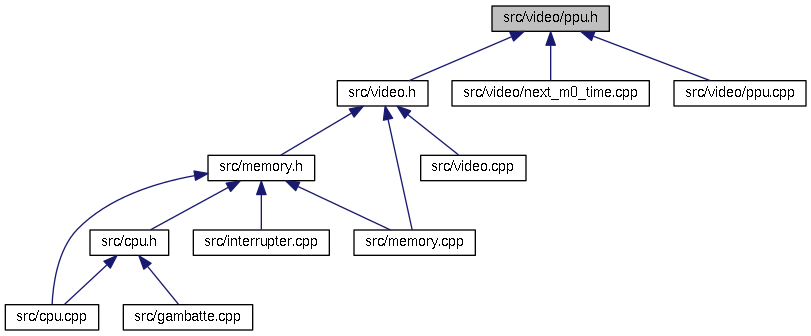 src/video/ppu.h
src/video.h
src/video/next_m0_time.cpp
src/video/ppu.cpp
src/memory.h
src/video.cpp
src/cpu.h
src/interrupter.cpp
src/memory.cpp
src/cpu.cpp
src/gambatte.cpp